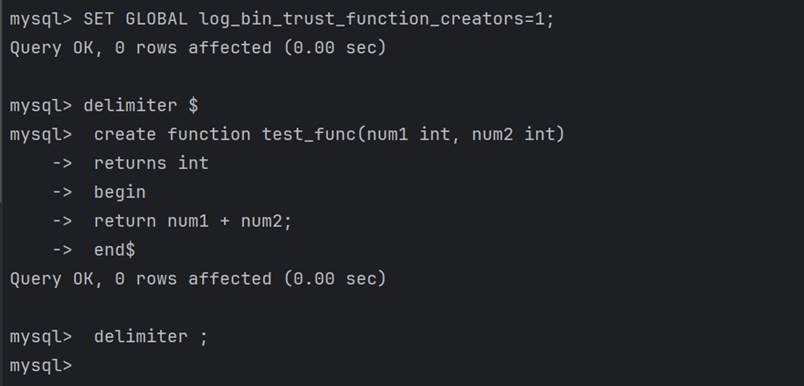 mysql> SET GLOBAL log_bin_trust_function_creators=1;
Query OK, 0 rows affected (0.00 sec)
mysql> delimiter $
mysql>  create function test_func(num1 int, num2 int)
    ->  returns int
    ->  begin
    ->  return num1 + num2;
    ->  end$
Query OK, 0 rows affected (0.00 sec)
mysql>  delimiter ;
mysql>